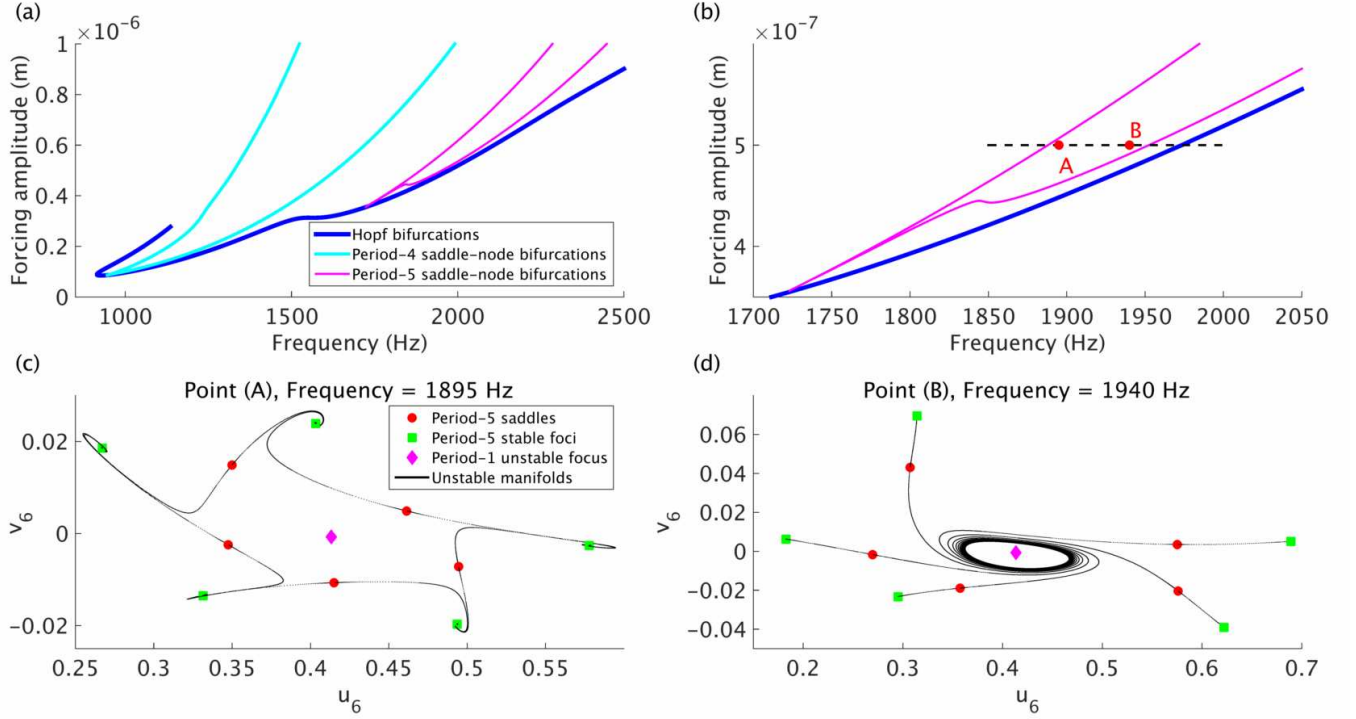 (a)
×10⁻⁶
Forcing amplitude (m)
1
0.8
0.6
0.4
0.2
0
Hopf bifurcations
Period-4 saddle-node bifurcations
Period-5 saddle-node bifurcations
1000 1500 2000 2500
Frequency (Hz)
(b)
×10⁻⁷
Forcing amplitude (m)
5
4
B
A
1700 1750 1800 1850 1900 1950 2000 2050
Frequency (Hz)
(c)
Point (A), Frequency = 1895 Hz
Period-5 saddles
Period-5 stable foci
Period-1 unstable focus
Unstable manifolds
v₆
0.02
0
-0.02
0.25 0.3 0.35 0.4 0.45 0.5 0.55
u₆
(d)
Point (B), Frequency = 1940 Hz
v₆
0.06
0.04
0.02
0
-0.02
-0.04
0.2 0.3 0.4 0.5 0.6 0.7
u₆